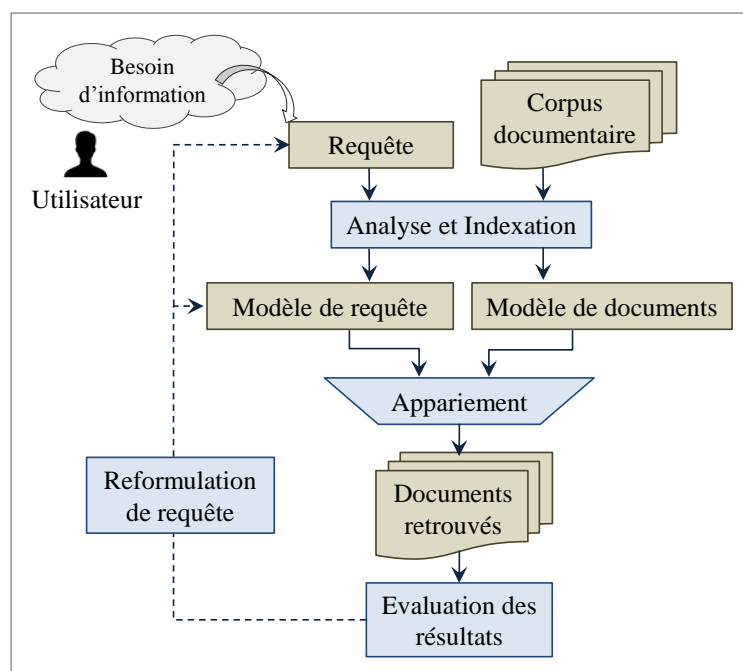 Besoin
d’information
Corpus
documentaire
Requête
Utilisateur
Analyse et Indexation
Modèle de requête
Modèle de documents
Appariement
Reformulation
de requête
Documents
retrouvés
Evaluation des
résultats